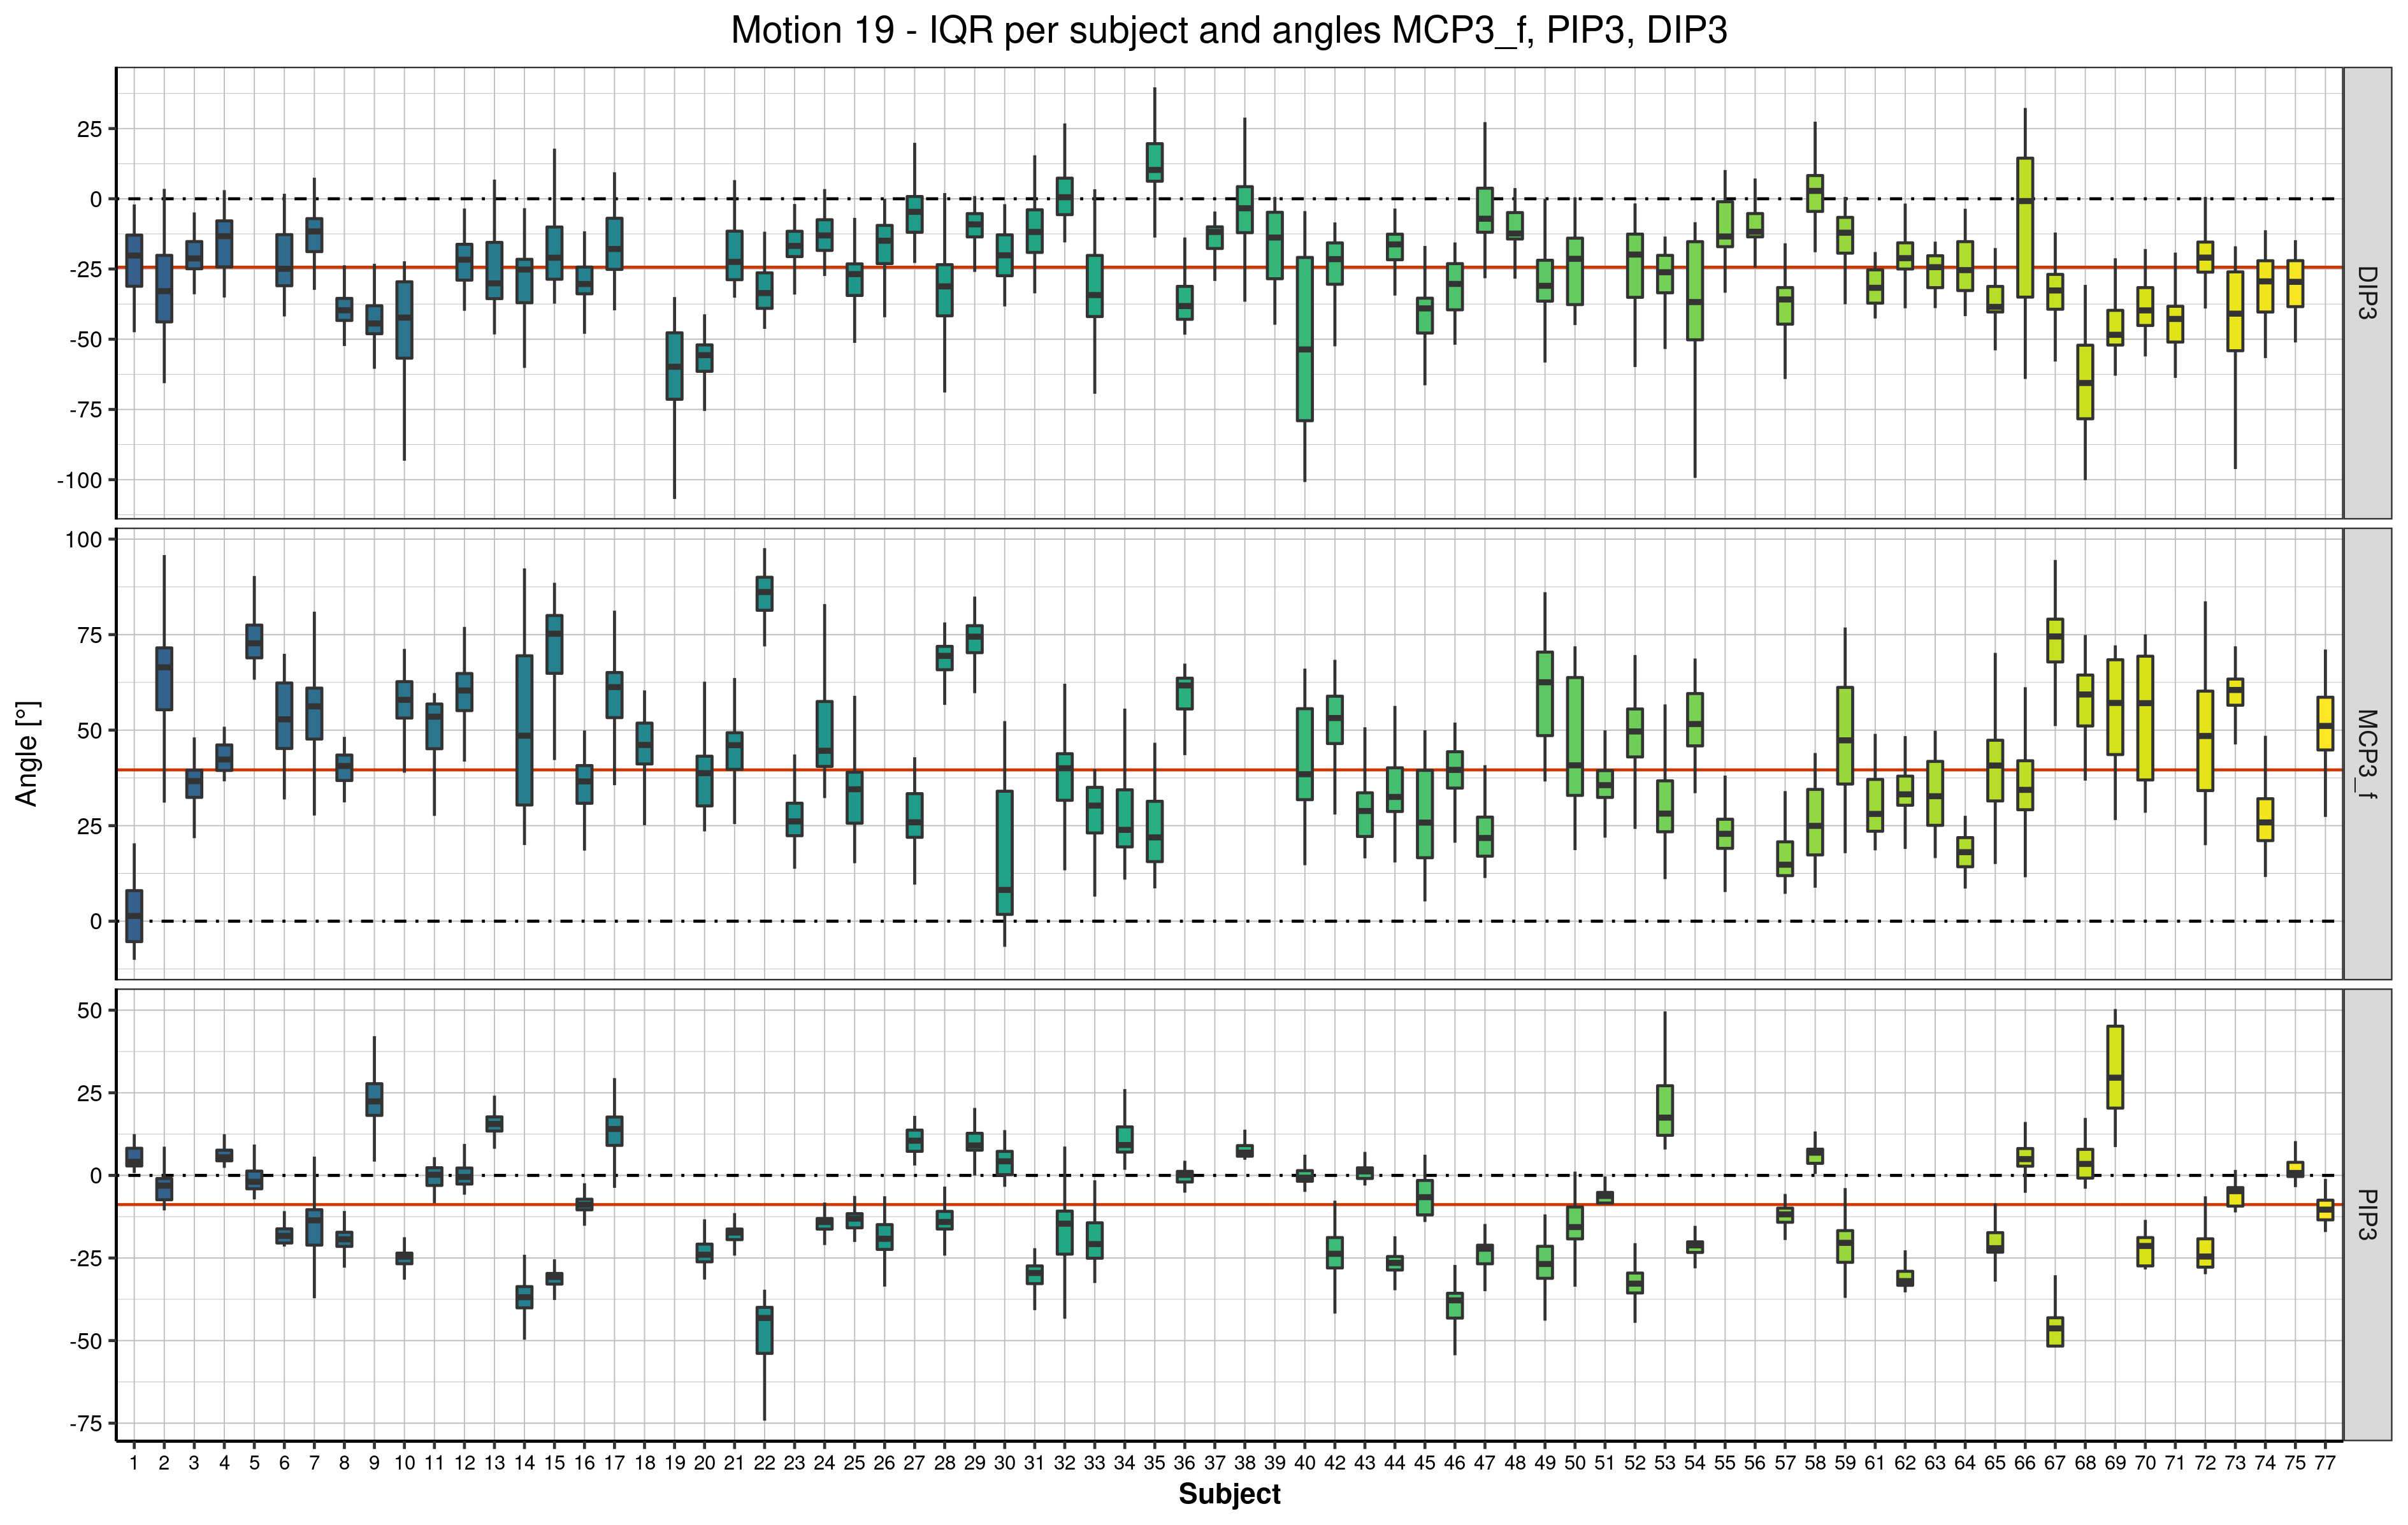 Motion 19 - IQR per subject and angles MCP3_f, PIP3, DIP3
25
0
-25
-50
-75
-100
DIP3
100
75
50
25
0
MCP3_f
Angle [°]
50
25
0
-25
-50
-75
PIP3
1 2 3 4 5 6 7 8 9 10 11 12 13 14 15 16 17 18 19 20 21 22 23 24 25 26 27 28 29 30 31 32 33 34 35 36 37 38 39 40 42 43 44 45 46 47 48 49 50 51 52 53 54 55 56 57 58 59 61 62 63 64 65 66 67 68 69 70 71 72 73 74 75 77
Subject